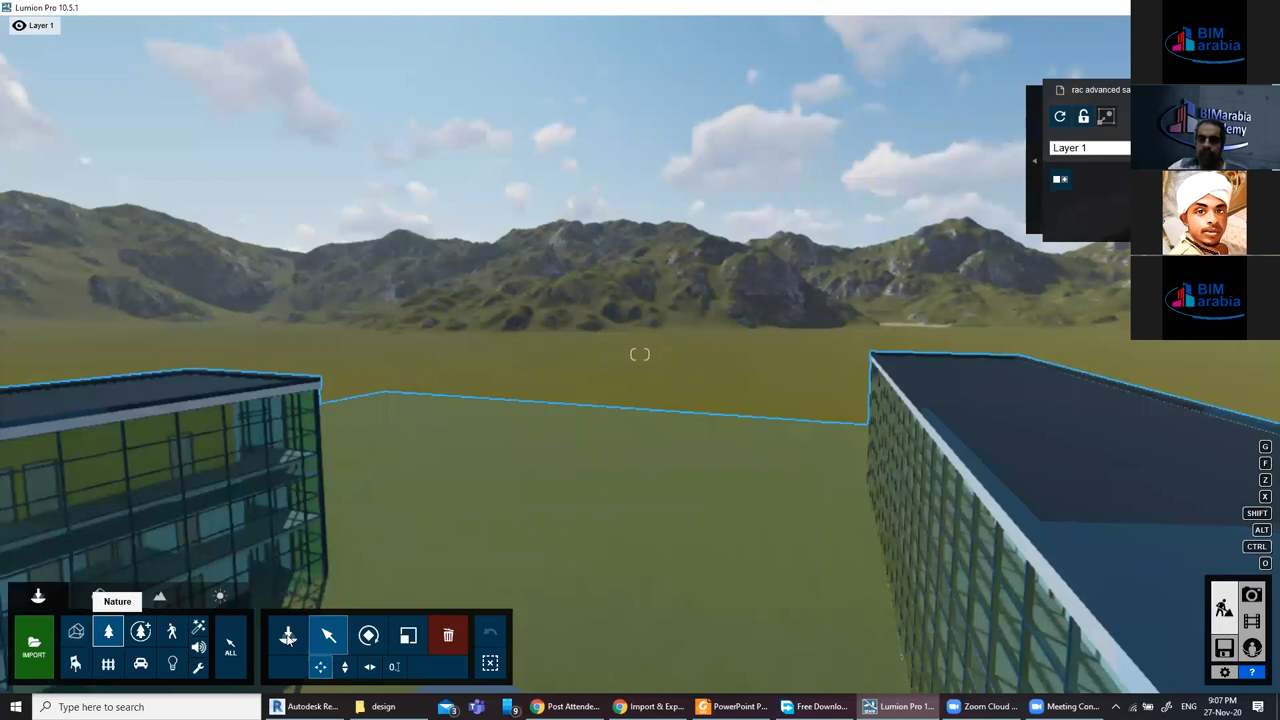 Lumion Pro 10.5.1
Layer 1
rac advanced sa
Layer 1
BIM
arabia
BIMarabia
BIM
arabia
G
F
Z
X
SHIFT
ALT
CTRL
O
Nature
IMPORT
ALL
?
Type here to search
Autodesk Re...
design
3
9
Post Attende...
Import & Exp...
PowerPoint P...
Free Downlo...
Lumion Pro 1...
Zoom Cloud ...
Meeting Con...
ENG
9:07 PM
27-Nov-20